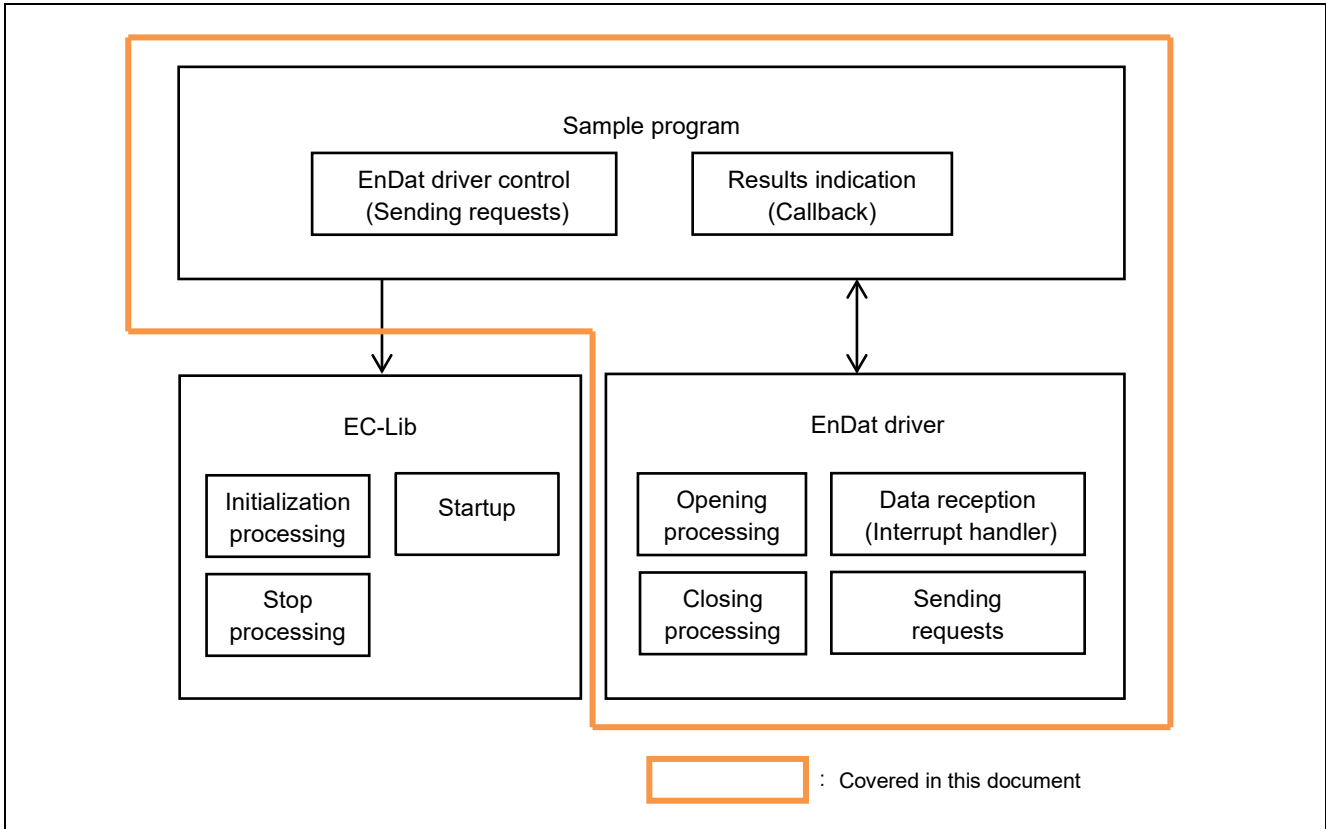 Sample program
EnDat driver control
(Sending requests)
Results indication
(Callback)
EC-Lib
Initialization
processing
Startup
Stop
processing
EnDat driver
Opening
processing
Data reception
(Interrupt handler)
Closing
processing
Sending
requests
: Covered in this document